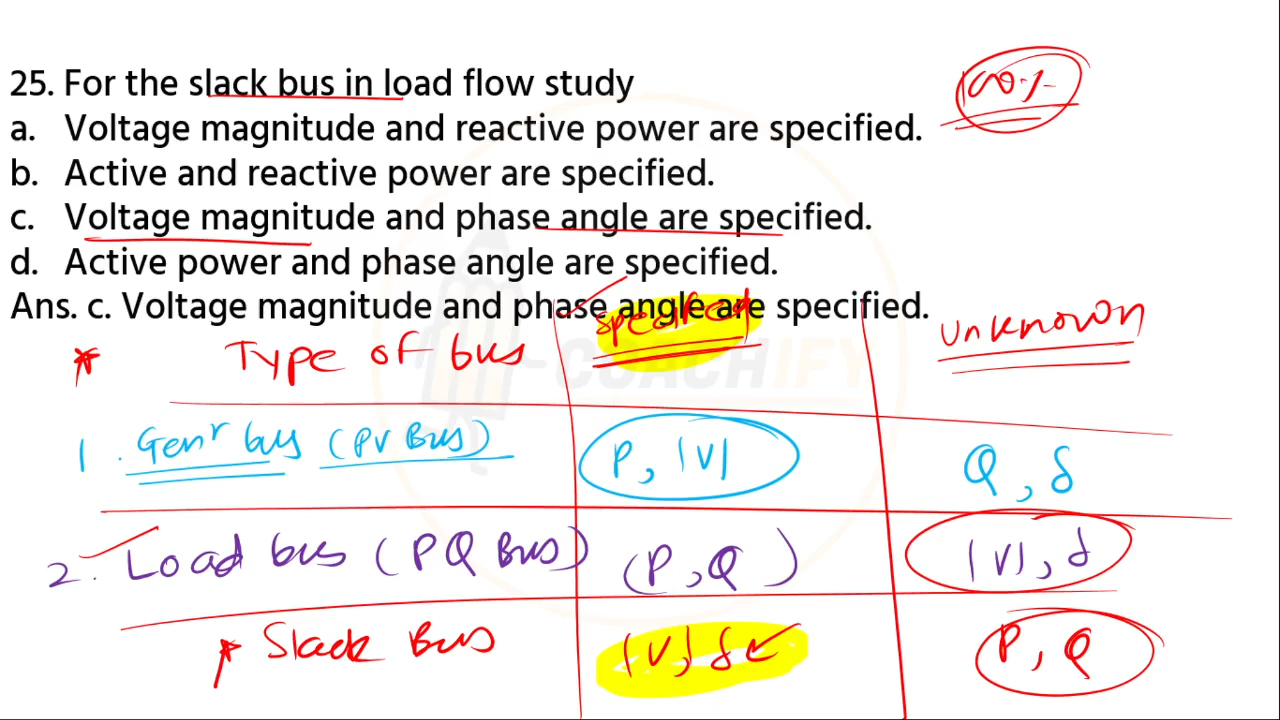 25. For the slack bus in load flow study
100%
a. Voltage magnitude and reactive power are specified.
b. Active and reactive power are specified.
c. Voltage magnitude and phase angle are specified.
d. Active power and phase angle are specified.
Ans. c. Voltage magnitude and phase angle are specified.
* Type of bus specified unknown
COACHIFY
1. Genr bus (PV Bus) P, |V| Q, δ
2. Load bus (PQ Bus) (P, Q) |V|, δ
* Slack Bus |V| δ P, Q